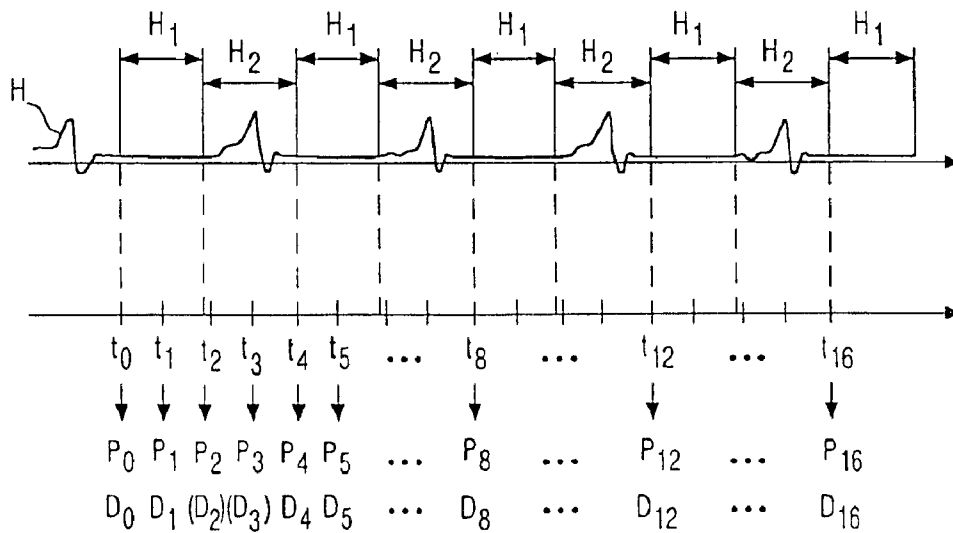 H₁ H₁ H₁ H₁ H₁
H₂ H₂ H₂ H₂
H
t₀ t₁ t₂ t₃ t₄ t₅ ••• t₈ ••• t₁₂ ••• t₁₆
P₀ P₁ P₂ P₃ P₄ P₅ ••• P₈ ••• P₁₂ ••• P₁₆
D₀ D₁ (D₂)(D₃) D₄ D₅ ••• D₈ ••• D₁₂ ••• D₁₆